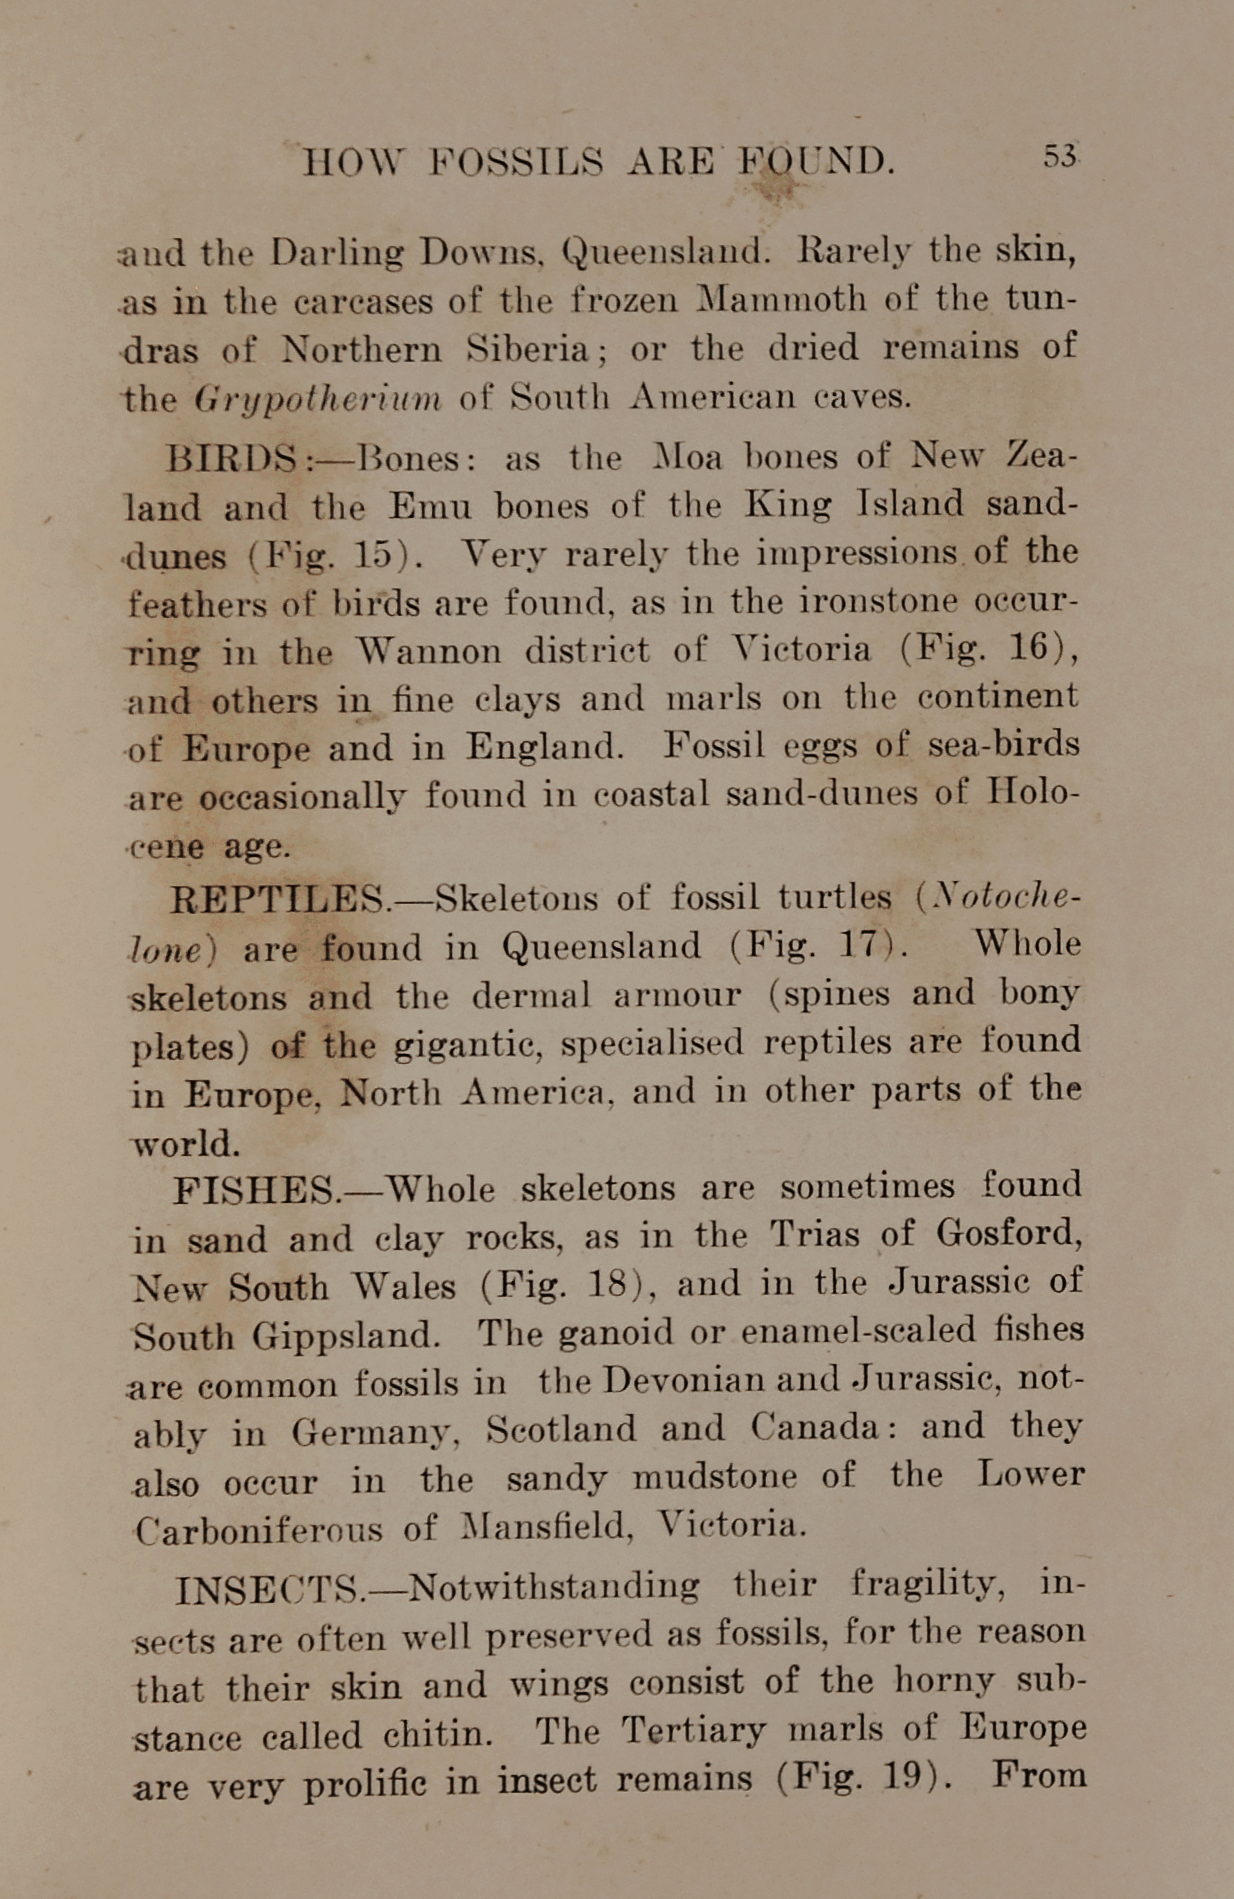 HOW FOSSILS ARE FOUND. 53
and the Darling Downs, Queensland. Rarely the skin,
as in the carcases of the frozen Mammoth of the tun-
dras of Northern Siberia; or the dried remains of
the Grypotherium of South American caves.
BIRDS:—Bones: as the Moa bones of New Zea-
land and the Emu bones of the King Island sand-
dunes (Fig. 15). Very rarely the impressions of the
feathers of birds are found, as in the ironstone occur-
ring in the Wannon district of Victoria (Fig. 16),
and others in fine clays and marls on the continent
of Europe and in England. Fossil eggs of sea-birds
are occasionally found in coastal sand-dunes of Holo-
cene age.
REPTILES.—Skeletons of fossil turtles (Notoche-
lone) are found in Queensland (Fig. 17). Whole
skeletons and the dermal armour (spines and bony
plates) of the gigantic, specialised reptiles are found
in Europe, North America, and in other parts of the
world.
FISHES.—Whole skeletons are sometimes found
in sand and clay rocks, as in the Trias of Gosford,
New South Wales (Fig. 18), and in the Jurassic of
South Gippsland. The ganoid or enamel-scaled fishes
are common fossils in the Devonian and Jurassic, not-
ably in Germany, Scotland and Canada: and they
also occur in the sandy mudstone of the Lower
Carboniferous of Mansfield, Victoria.
INSECTS.—Notwithstanding their fragility, in-
sects are often well preserved as fossils, for the reason
that their skin and wings consist of the horny sub-
stance called chitin. The Tertiary marls of Europe
are very prolific in insect remains (Fig. 19). From